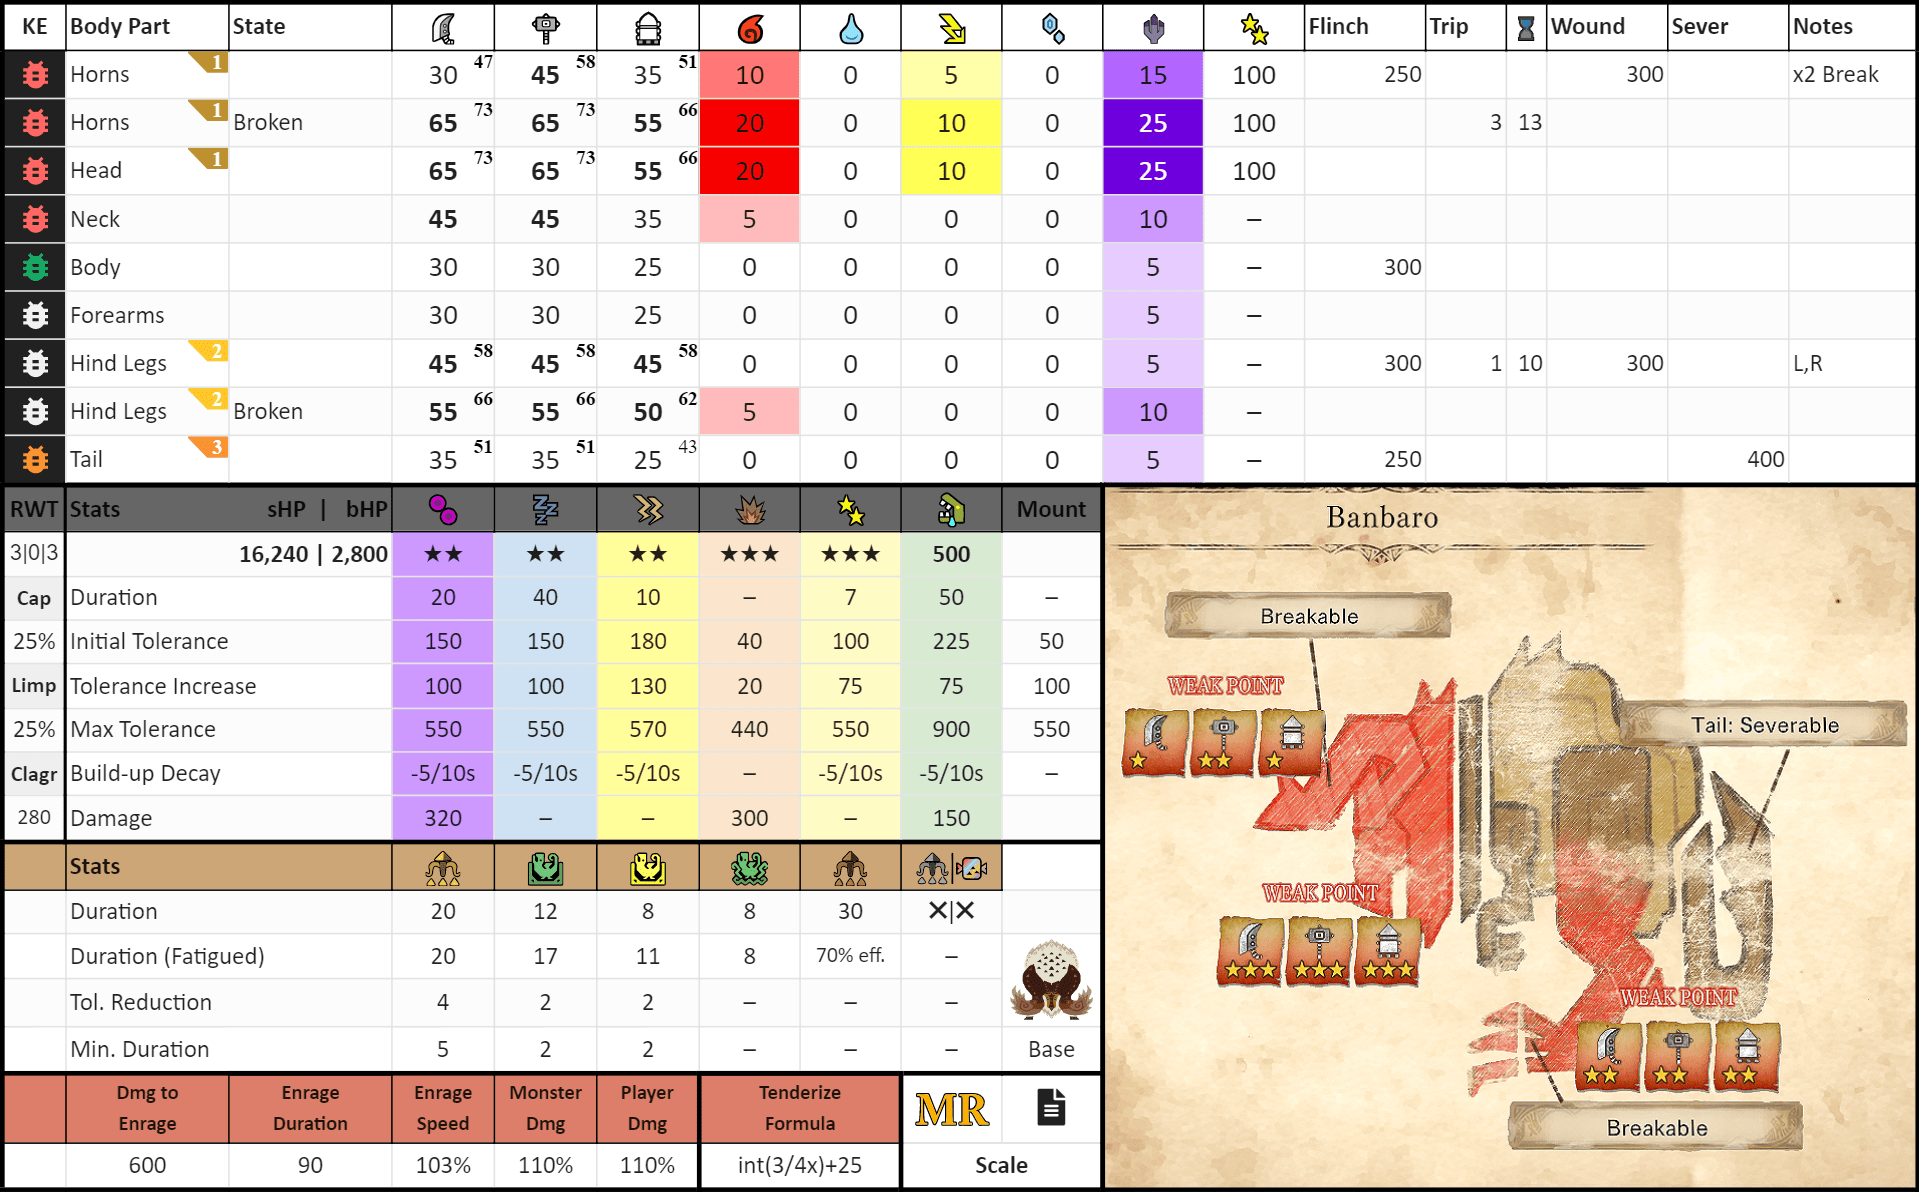 KE Body Part State Flinch Trip Wound Sever Notes
Horns 1 30 47 45 58 35 51 10 0 5 0 15 100 250 300 x2 Break
Horns 1 Broken 65 73 65 73 55 66 20 0 10 0 25 100 3 13
Head 1 65 73 65 73 55 66 20 0 10 0 25 100
Neck 45 45 35 5 0 0 0 10 –
Body 30 30 25 0 0 0 0 5 – 300
Forearms 30 30 25 0 0 0 0 5 –
Hind Legs 2 45 58 45 58 45 58 0 0 0 0 5 – 300 1 10 300 L,R
Hind Legs 2 Broken 55 66 55 66 50 62 5 0 0 0 10 –
Tail 3 35 51 35 51 25 43 0 0 0 0 5 – 250 400
RWT Stats sHP | bHP Mount
3|0|3 16,240 | 2,800 ★★ ★★ ★★ ★★★ ★★★ 500
Cap Duration 20 40 10 – 7 50 –
25% Initial Tolerance 150 150 180 40 100 225 50
Limp Tolerance Increase 100 100 130 20 75 75 100
25% Max Tolerance 550 550 570 440 550 900 550
Clagr Build-up Decay -5/10s -5/10s -5/10s – -5/10s -5/10s –
280 Damage 320 – – 300 – 150
Stats
Duration 20 12 8 8 30 ✕|✕
Duration (Fatigued) 20 17 11 8 70% eff. –
Tol. Reduction 4 2 2 – – –
Min. Duration 5 2 2 – – – Base
Dmg to Enrage
Enrage Duration
Enrage Speed
Monster Dmg
Player Dmg
Tenderize Formula
MR
600 90 103% 110% 110% int(3/4x)+25 Scale
Banbaro
Breakable
WEAK POINT
Tail: Severable
WEAK POINT
WEAK POINT
Breakable